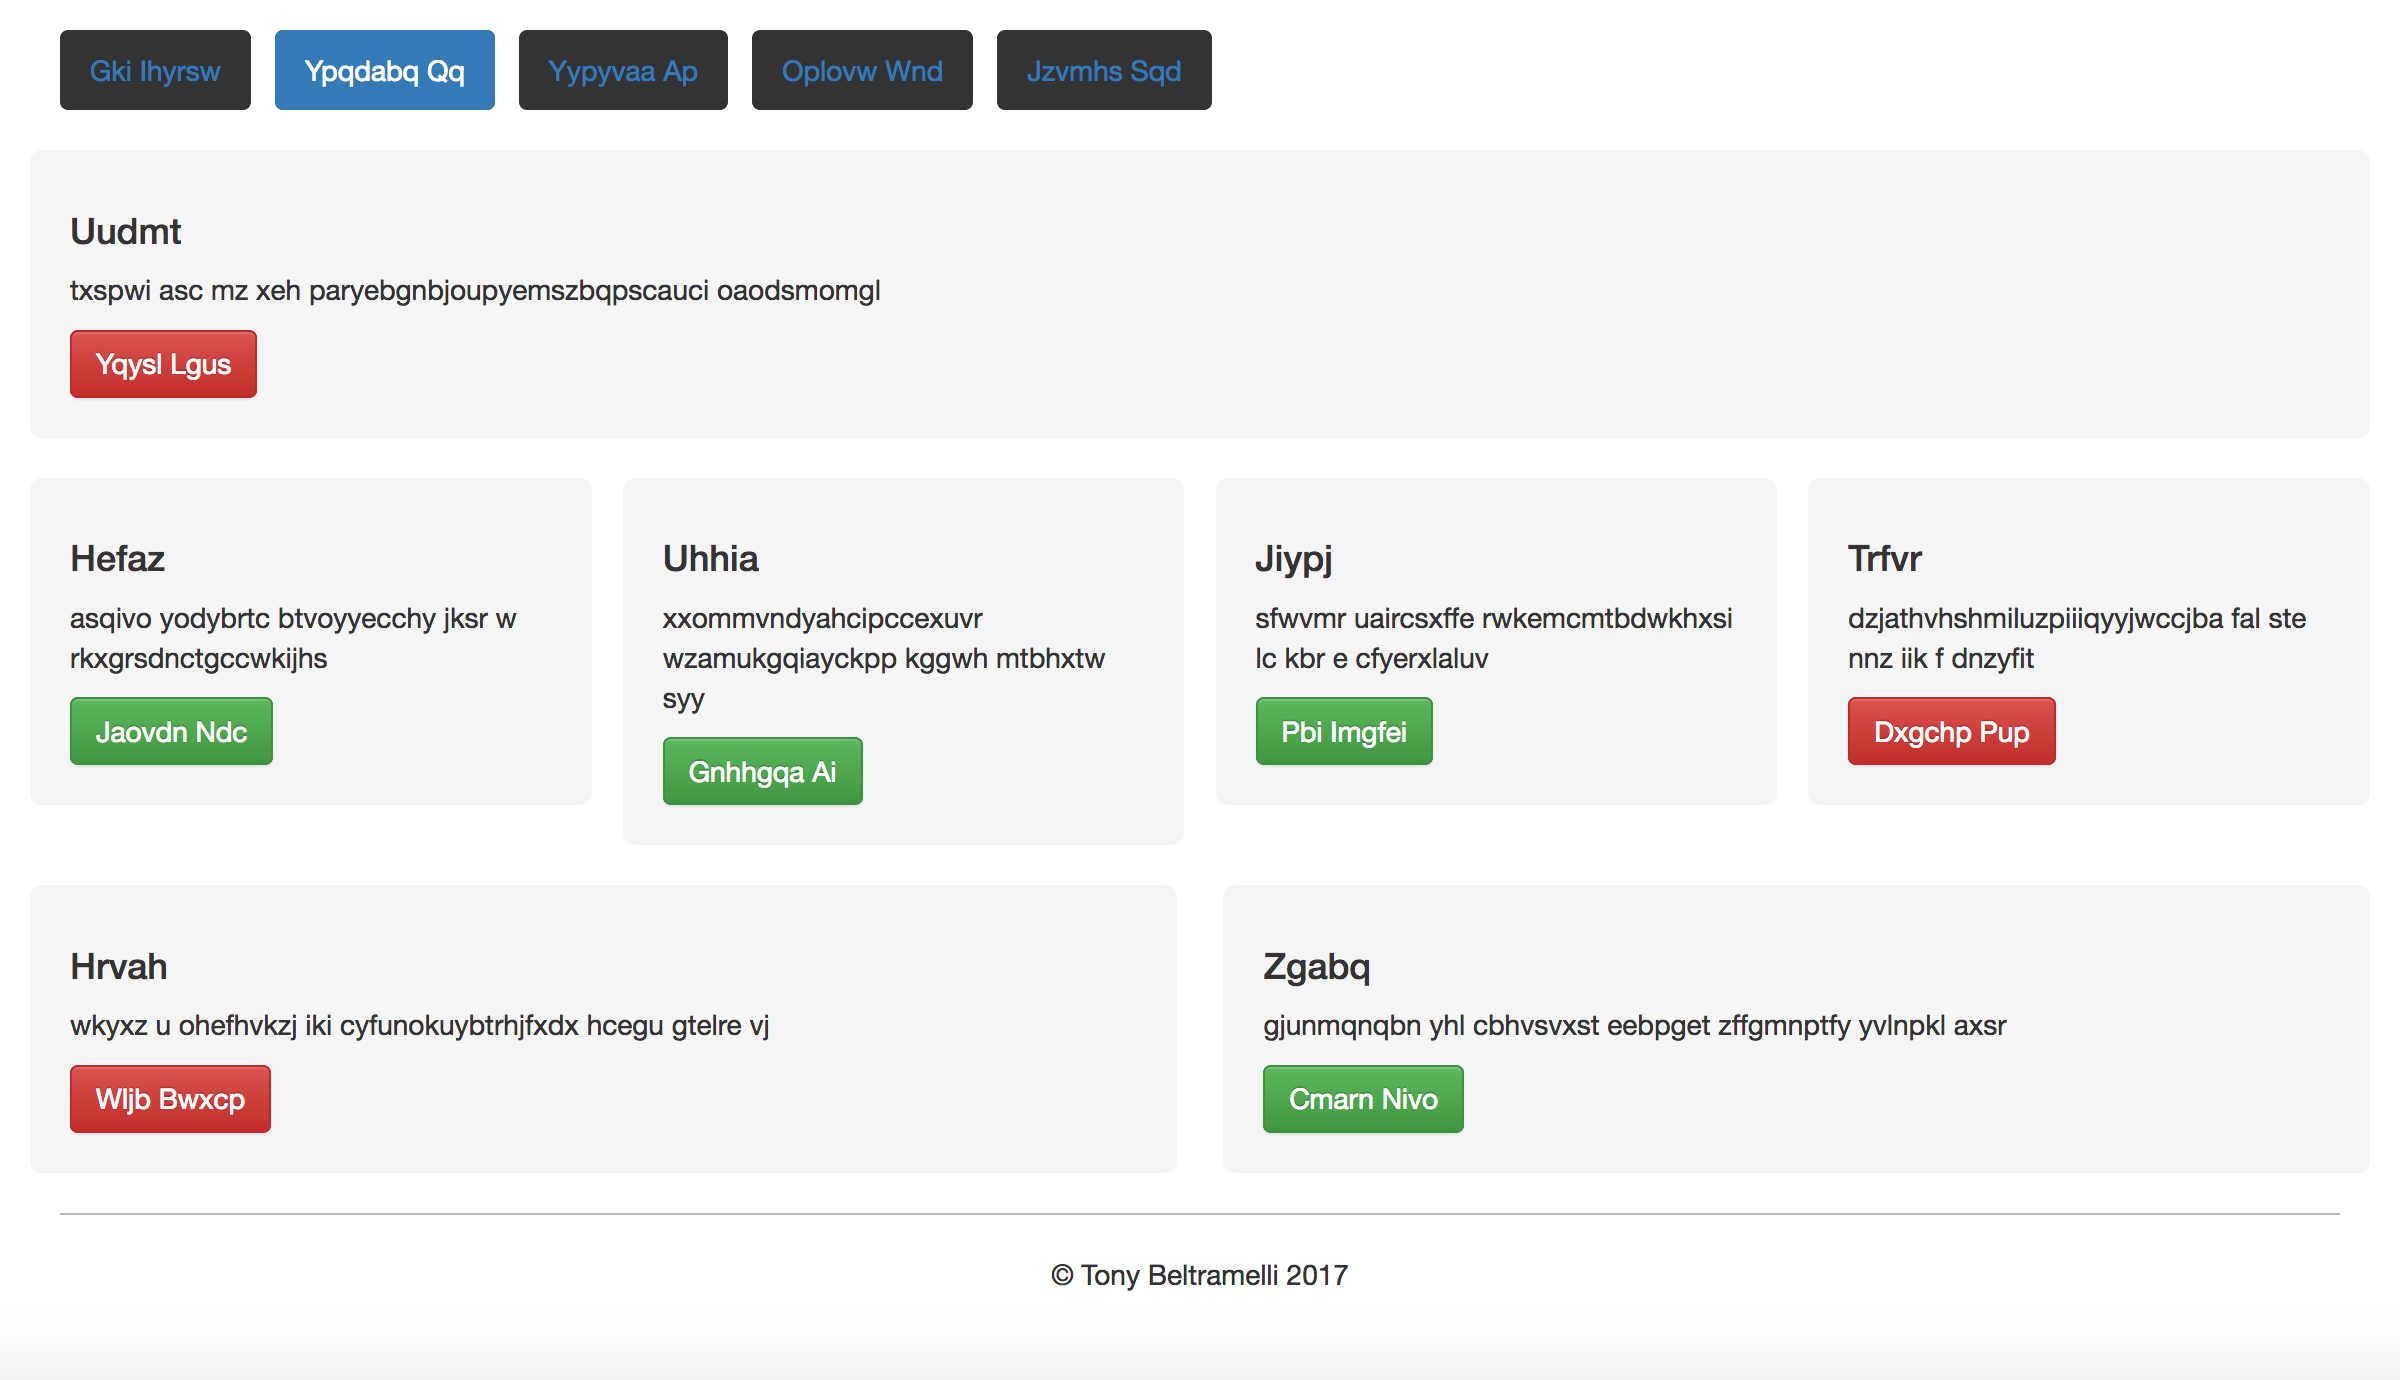 Gki Ihyrsw
Ypqdabq Qq
Yypyvaa Ap
Oplovw Wnd
Jzvmhs Sqd
Uudmt
txspwi asc mz xeh paryebgnbjoupyemszbqpscauci oaodsmomgl
Yqysl Lgus
Hefaz
asqivo yodybrtc btvoyyecchy jksr w
rkxgrsdnctgccwkijhs
Jaovdn Ndc
Uhhia
xxommvndyahcipccexuvr
wzamukgqiayckpp kggwh mtbhxtw
syy
Gnhhgqa Ai
Jiypj
sfwvmr uaircsxffe rwkemcmtbdwkhxsi
lc kbr e cfyerxlaluv
Pbi Imgfei
Trfvr
dzjathvhshmiluzpiiiqyyjwccjba fal ste
nnz iik f dnzyfit
Dxgchp Pup
Hrvah
wkyxz u ohefhvkzj iki cyfunokuybtrhjfxdx hcegu gtelre vj
Wljb Bwxcp
Zgabq
gjunmqnqbn yhl cbhvsvxst eebpget zffgmnptfy yvlnpkl axsr
Cmarn Nivo
© Tony Beltramelli 2017